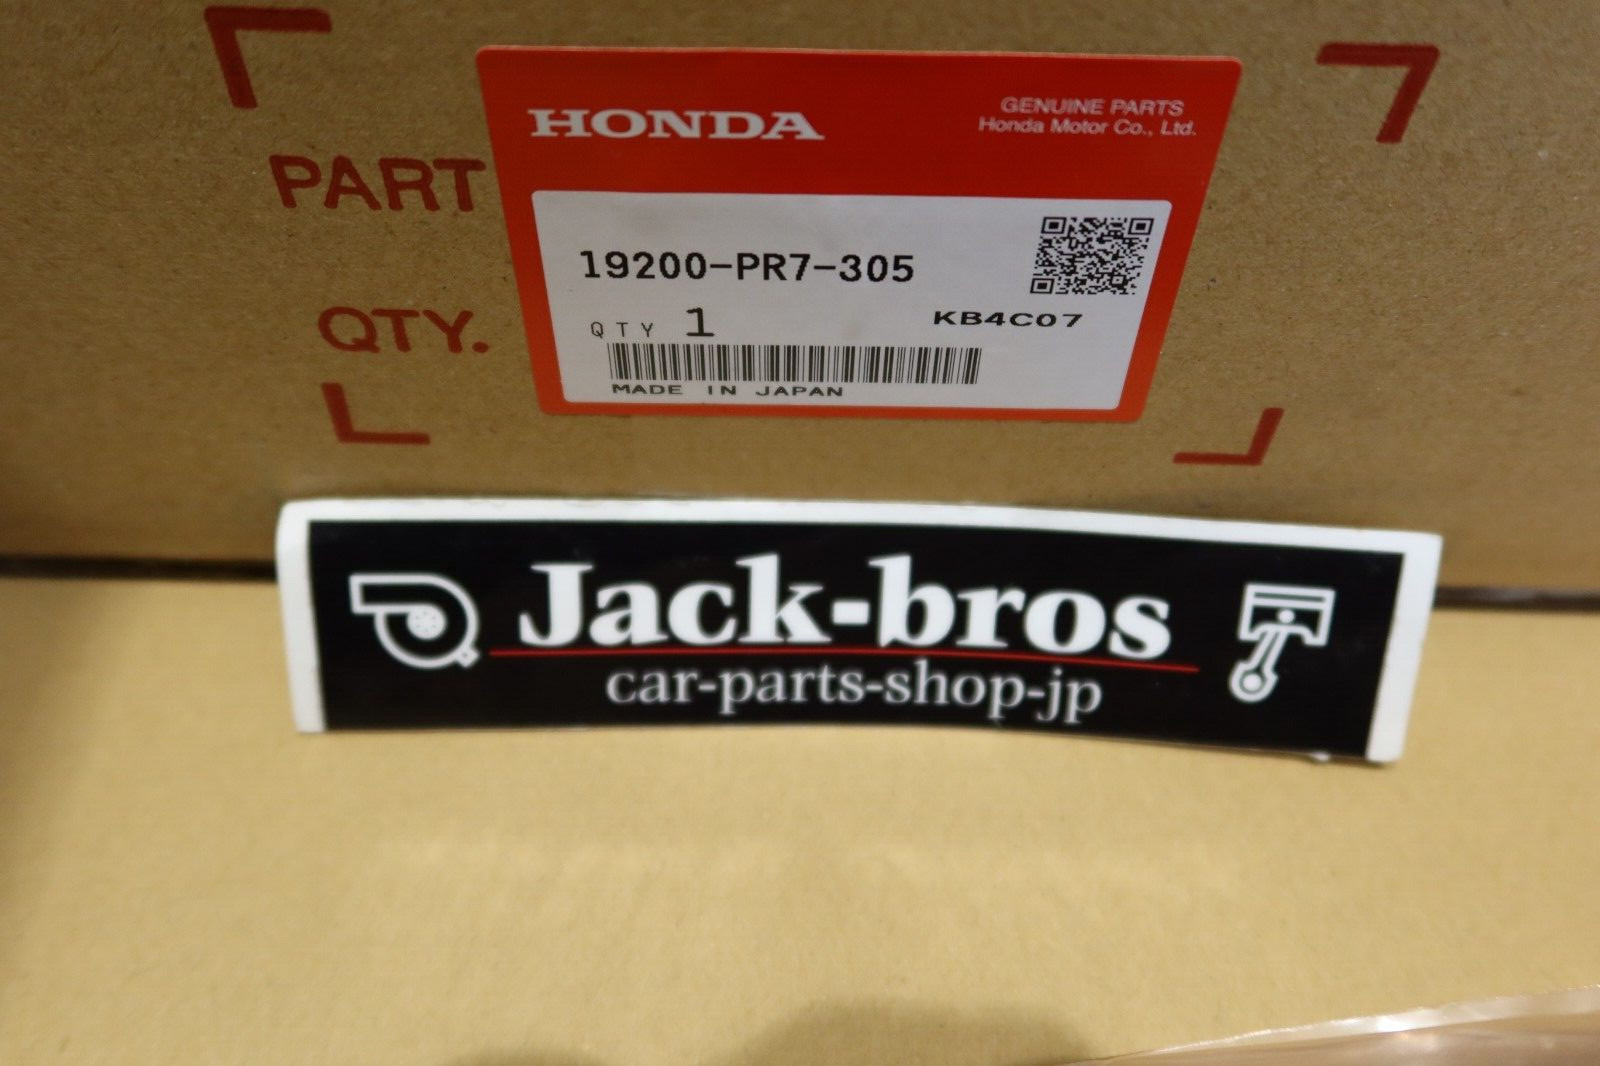 HONDA
GENUINE PARTS
Honda Motor Co., Ltd.
PART
19200-PR7-305
QTY.
QTY 1
KB4C07
MADE IN JAPAN
Jack-bros
car-parts-shop-jp